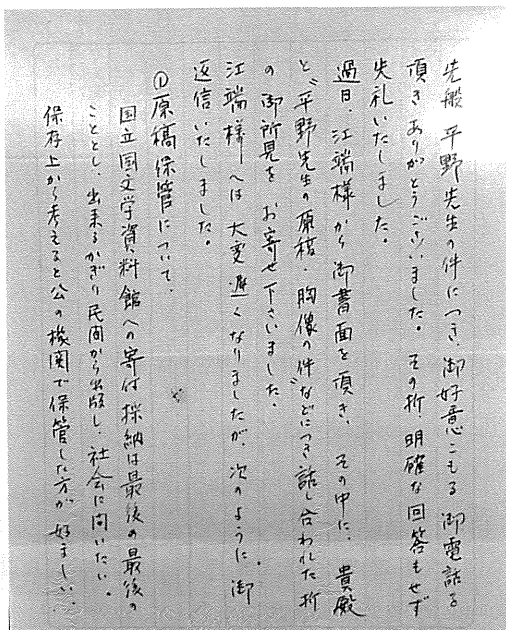 先般 平野先生の件につき、御好意こもる御電話を
頂きありがとうございました。その折、明確な回答もせず
失礼いたしました。
過日、江端様から御書面を頂き、その中に、貴殿
と〝平野先生の原稿・胸像の件〟などにつき話し合われた折
の御所見をお寄せ下さいました。
江端様へは大変遅くなりましたが、次のように御
返信いたしました。
①原稿保管について、
国立国文学資料館への寄付採納は最後の最後の
こととし、出来るかぎり民間から出版し、社会に問いたい。
保存上から考えると公の機関で保管した方が好ましい、